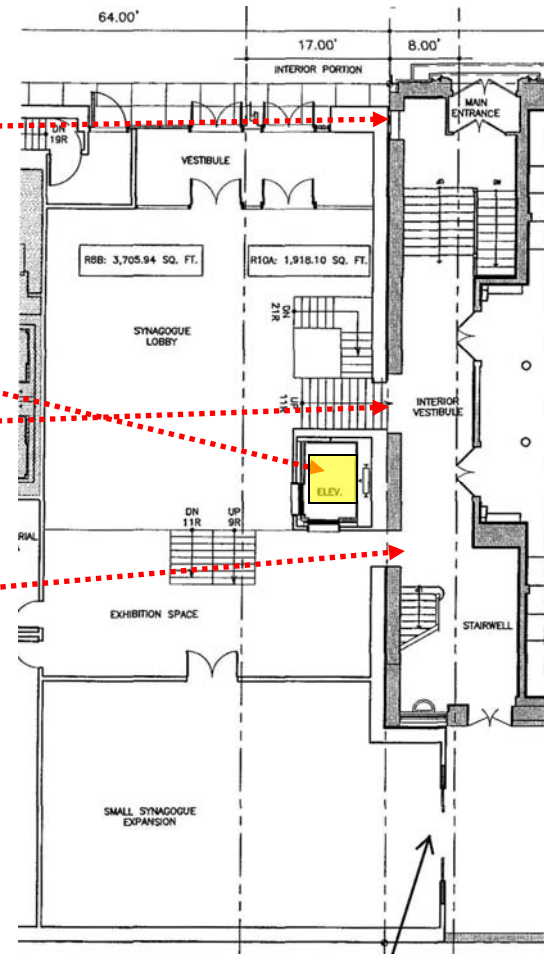 64.00'
17.00'
8.00'
INTERIOR PORTION
MAIN
ENTRANCE
DN
19R
UP
VESTIBULE
UP
DN
R8B: 3,705.94 SQ. FT.
R10A: 1,918.10 SQ. FT.
DN
21R
SYNAGOGUE
LOBBY
UP
11R
INTERIOR
VESTIBULE
ELEV.
DN
11R
UP
9R
EXHIBITION SPACE
UP
STAIRWELL
SMALL SYNAGOGUE
EXPANSION